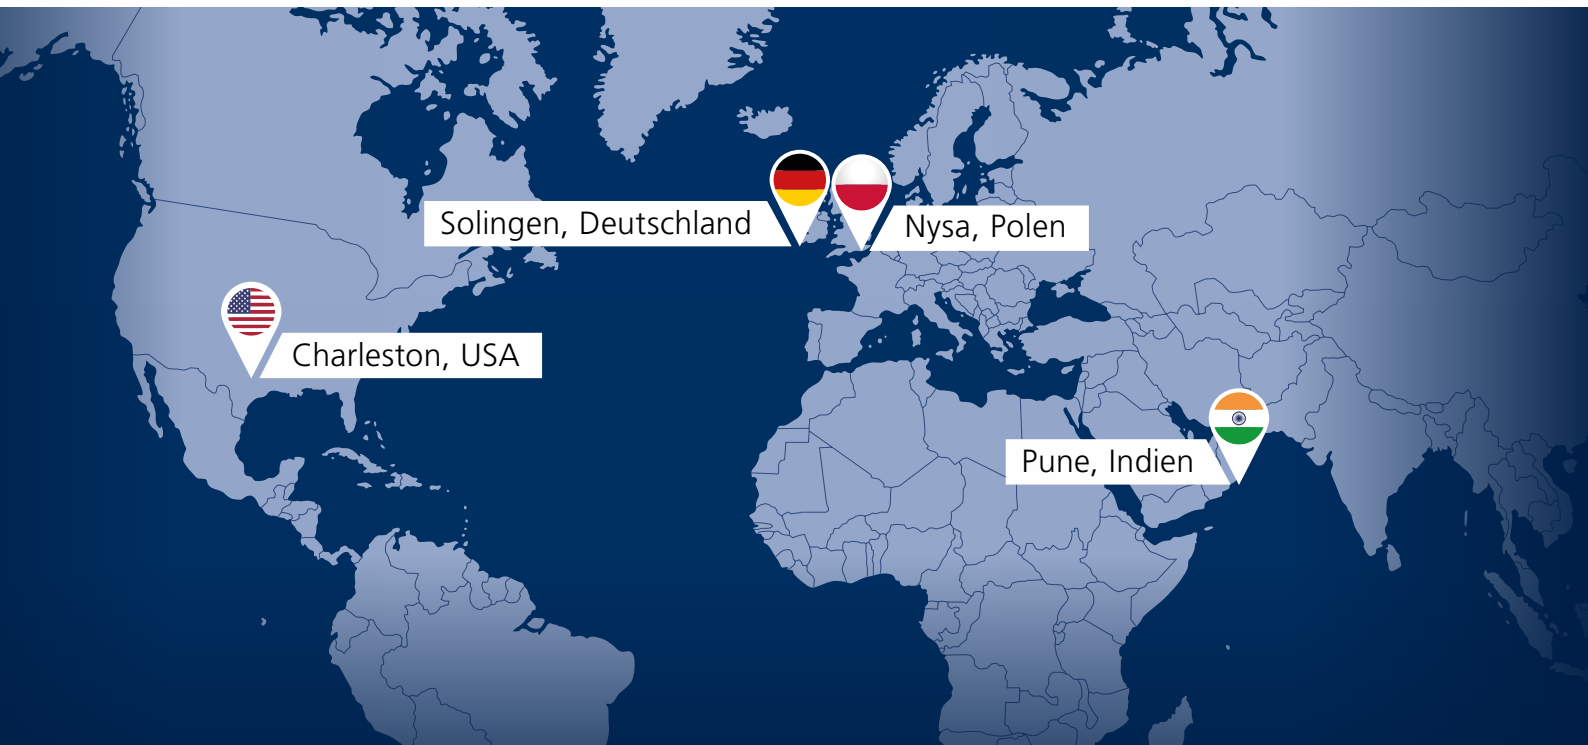 Solingen, Deutschland
Nysa, Polen
Charleston, USA
Pune, Indien